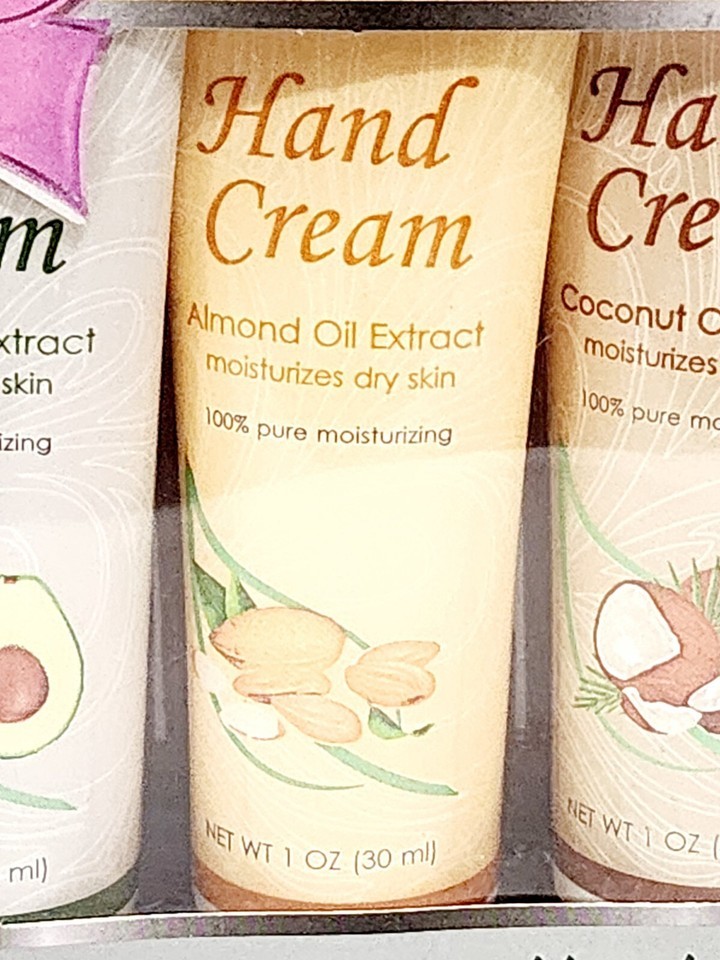 m
xtract
skin
izing
ml)
Hand
Cream
Almond Oil Extract
moisturizes dry skin
100% pure moisturizing
NET WT 1 OZ (30 ml)
Ha
Cre
Coconut O
moisturizes
100% pure mo
NET WT 1 OZ (